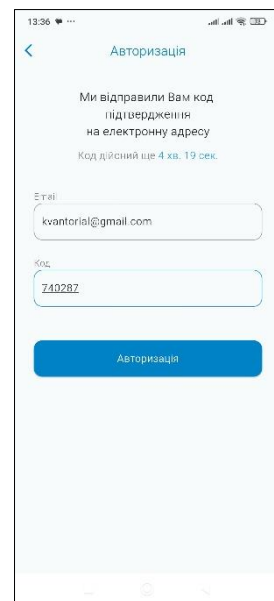 13:36
Авторизація
Ми відправили Вам код
підтвердження
на електронну адресу
Код дійсний ще 4 хв. 19 сек.
Email
kvantorial@gmail.com
Код
740287
Авторизація